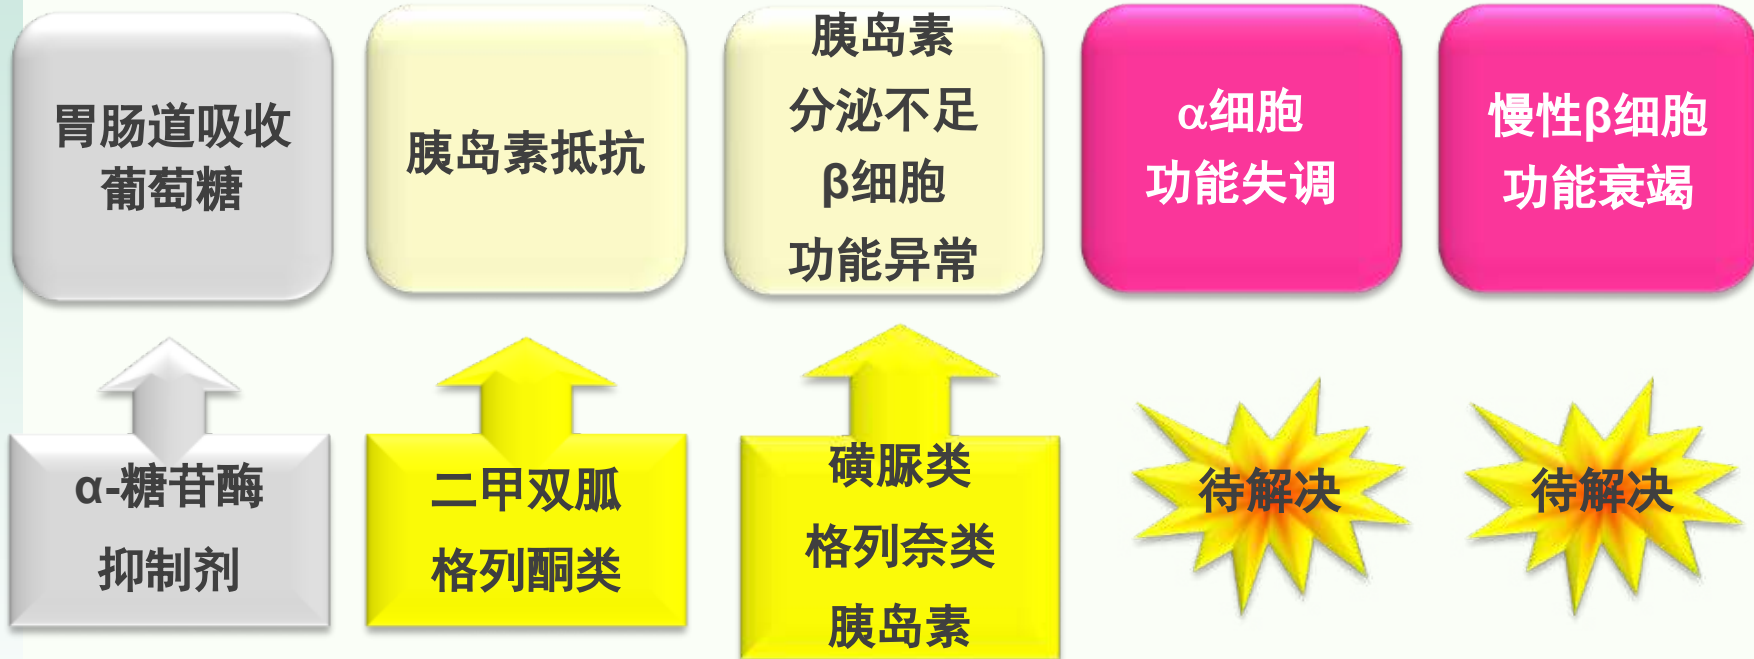 胃肠道吸收
葡萄糖
胰岛素抵抗
胰岛素
分泌不足
β细胞
功能异常
α细胞
功能失调
慢性β细胞
功能衰竭
α-糖苷酶
抑制剂
二甲双胍
格列酮类
磺脲类
格列奈类
胰岛素
待解决
待解决